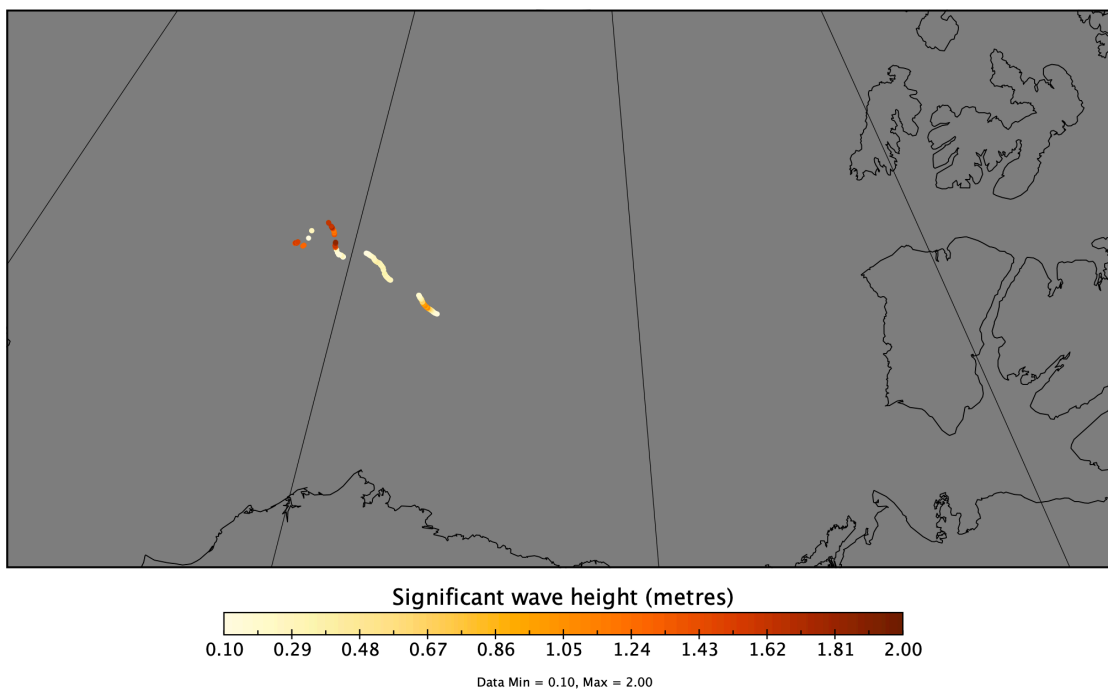 Significant wave height (metres)
0.10 0.29 0.48 0.67 0.86 1.05 1.24 1.43 1.62 1.81 2.00
Data Min = 0.10, Max = 2.00